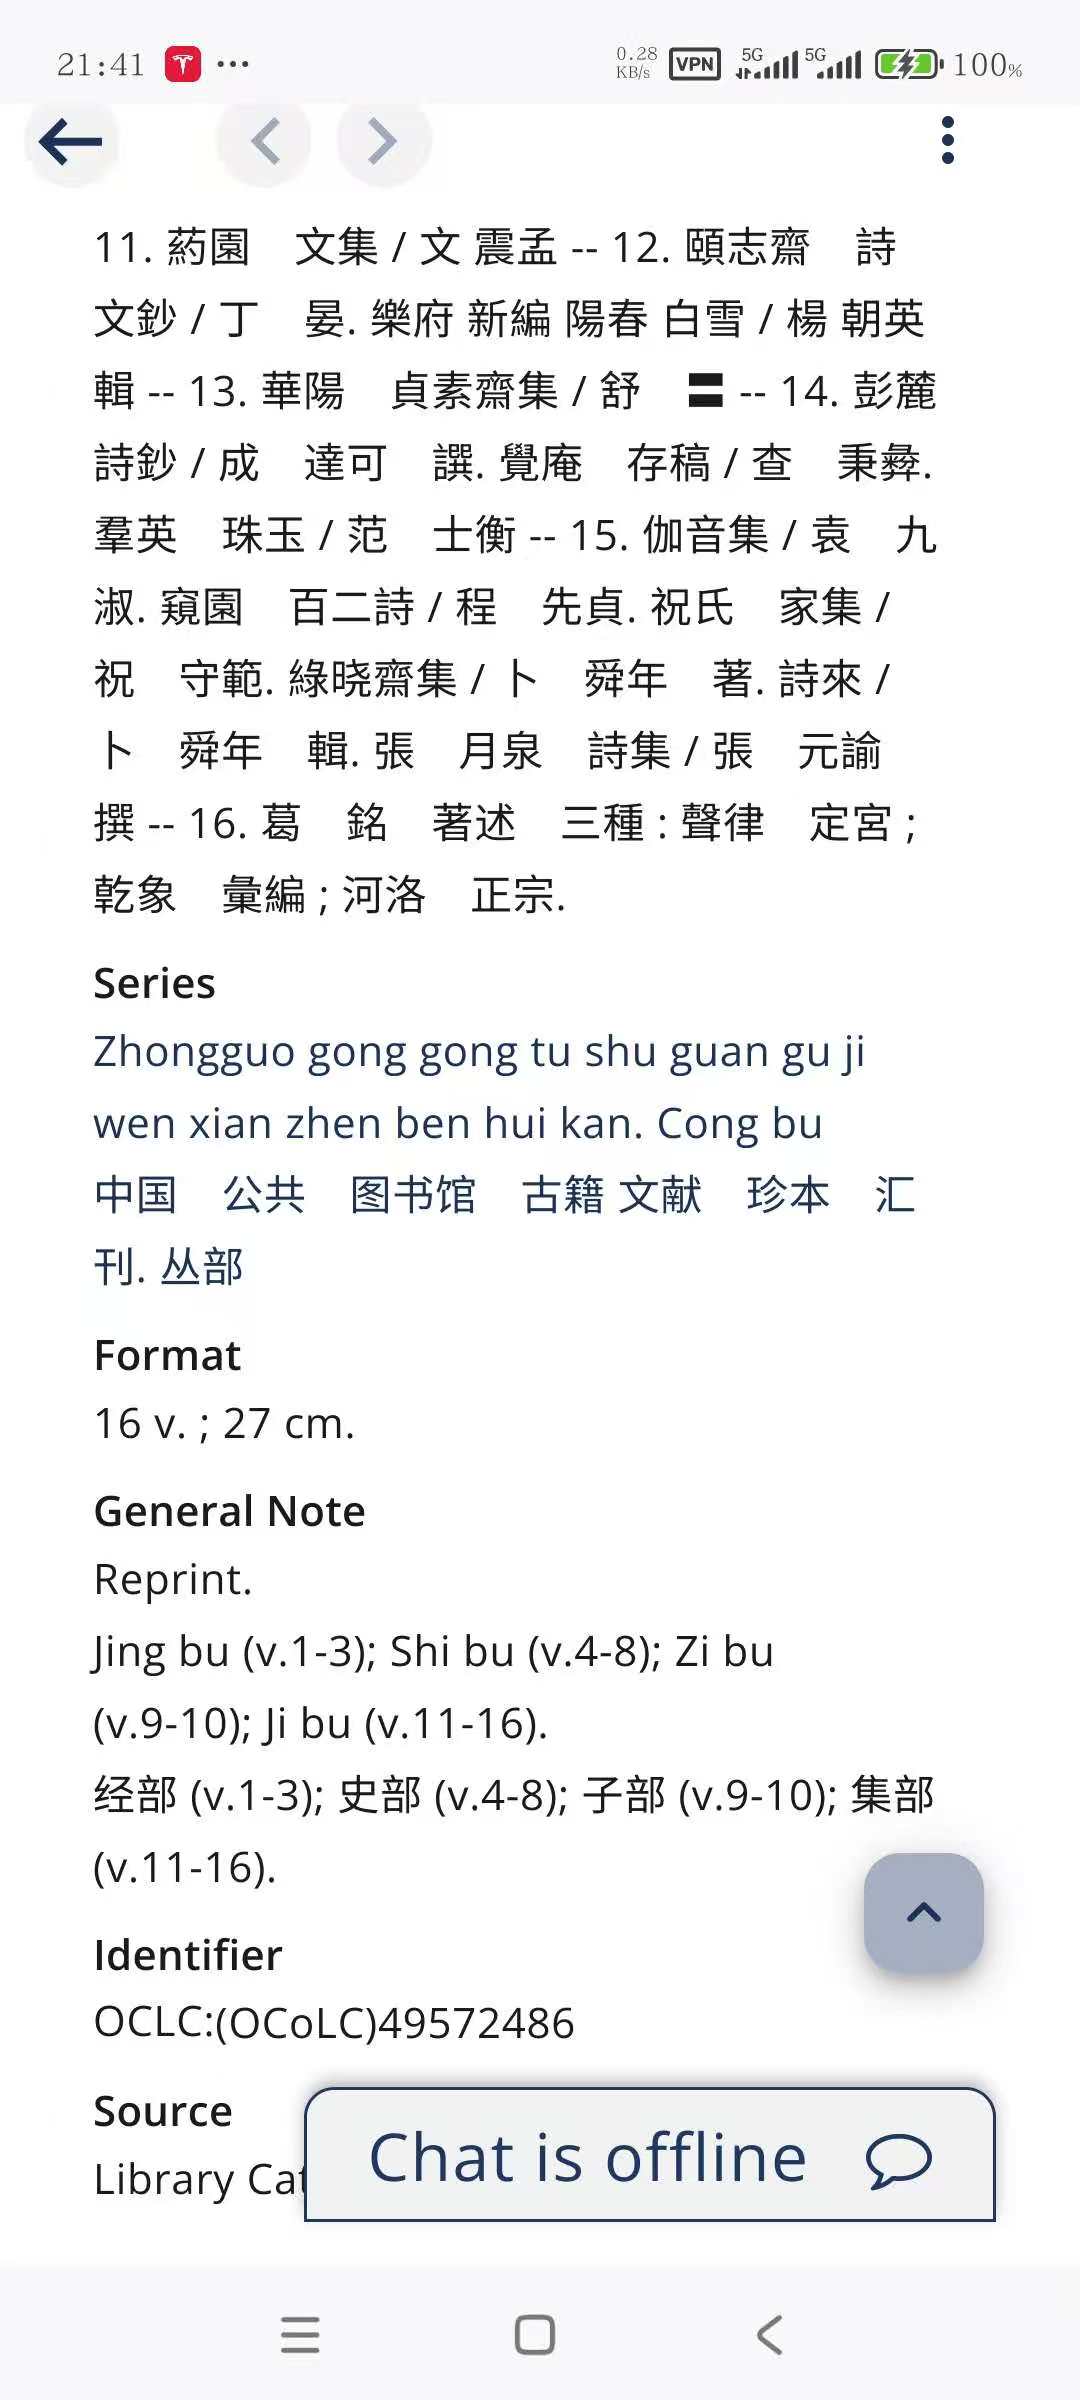 21:41
0.28
KB/s
VPN
5G
5G
100%
11. 葯園　文集 / 文 震孟 -- 12. 頤志齋　詩
文鈔 / 丁　晏. 樂府 新編 陽春 白雪 / 楊 朝英
輯 -- 13. 華陽　貞素齋集 / 舒　〓 -- 14. 彭麓
詩鈔 / 成　達可　譔. 覺庵　存稿 / 查　秉彝.
羣英　珠玉 / 范　士衡 -- 15. 伽音集 / 袁　九
淑. 窺園　百二詩 / 程　先貞. 祝氏　家集 /
祝　守範. 綠晓齋集 / 卜　舜年　著. 詩來 /
卜　舜年　輯. 張　月泉　詩集 / 張　元諭
撰 -- 16. 葛　銘　著述　三種 : 聲律　定宮 ;
乾象　彙編 ; 河洛　正宗.
Series
Zhongguo gong gong tu shu guan gu ji
wen xian zhen ben hui kan. Cong bu
中国　公共　图书馆　古籍 文献　珍本　汇
刊. 丛部
Format
16 v. ; 27 cm.
General Note
Reprint.
Jing bu (v.1-3); Shi bu (v.4-8); Zi bu
(v.9-10); Ji bu (v.11-16).
经部 (v.1-3); 史部 (v.4-8); 子部 (v.9-10); 集部
(v.11-16).
Identifier
OCLC:(OCoLC)49572486
Source
Library Cat
Chat is offline